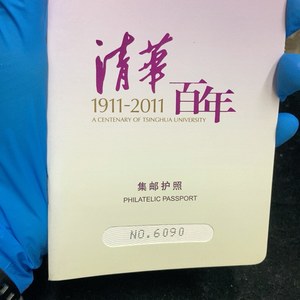 清華
1911-2011 百年
A CENTENARY OF TSINGHUA UNIVERSITY
集邮护照
PHILATELIC PASSPORT
NO.6090